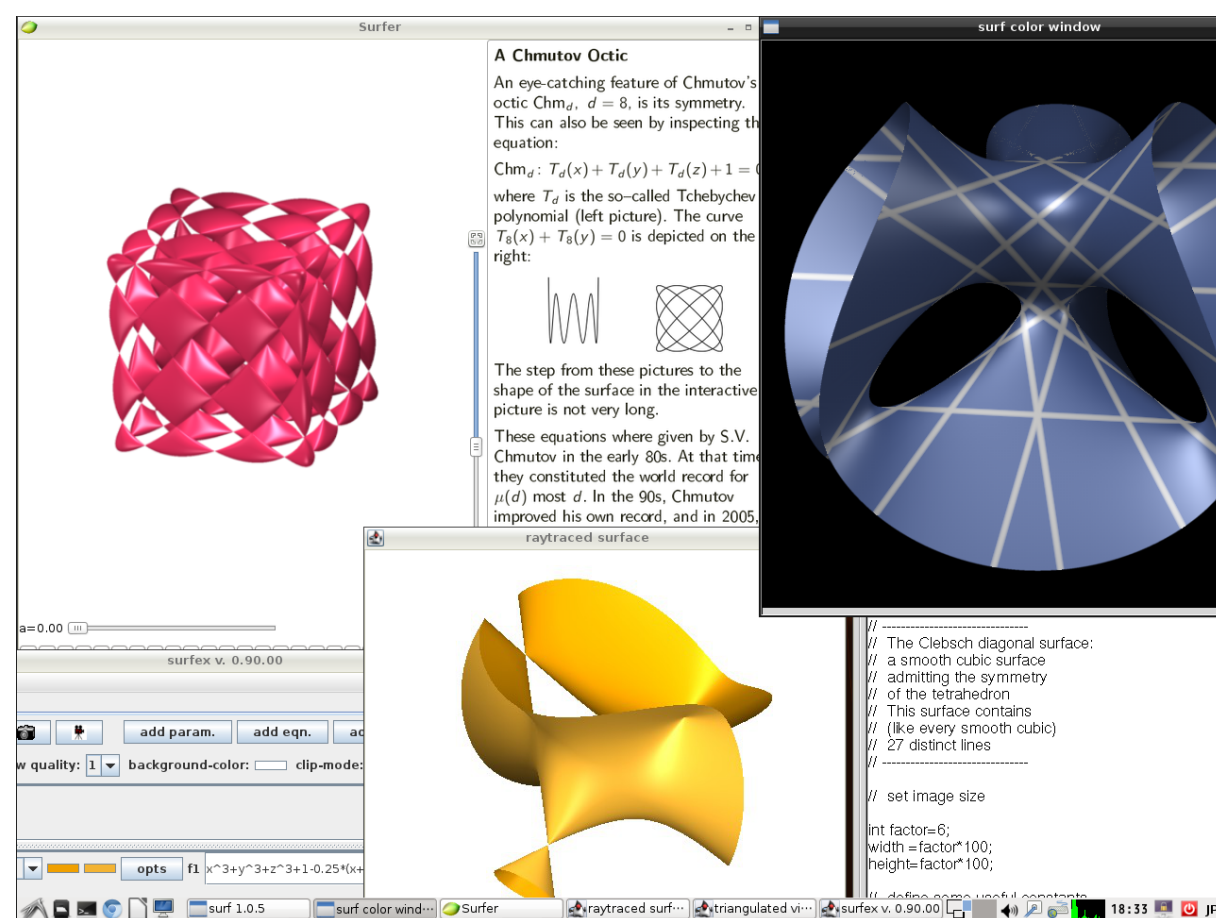 Surfer
A Chmutov Octic
An eye-catching feature of Chmutov's
octic Chm_d, d = 8, is its symmetry.
This can also be seen by inspecting th
equation:
Chm_d: T_d(x) + T_d(y) + T_d(z) + 1 = 0
where T_d is the so–called Tchebychev
polynomial (left picture). The curve
T_8(x) + T_8(y) = 0 is depicted on the
right:
The step from these pictures to the
shape of the surface in the interactive
picture is not very long.
These equations where given by S.V.
Chmutov in the early 80s. At that time
they constituted the world record for
μ(d) most d. In the 90s, Chmutov
improved his own record, and in 2005,
a=0.00
surf color window
raytraced surface
surfex v. 0.90.00
add param.
add eqn.
ad
w quality: 1
background-color:
clip-mode:
opts
f1
x^3+y^3+z^3+1-0.25*(x+
// -------------------------------
// The Clebsch diagonal surface:
// a smooth cubic surface
// admitting the symmetry
// of the tetrahedron
// This surface contains
// (like every smooth cubic)
// 27 distinct lines
// -------------------------------
// set image size
int factor=6;
width =factor*100;
height=factor*100;
// define some useful constants
surf 1.0.5
surf color wind...
Surfer
raytraced surf...
triangulated vi...
surfex v. 0.90.00
18:33